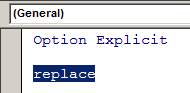 (General)
Option Explicit
replace